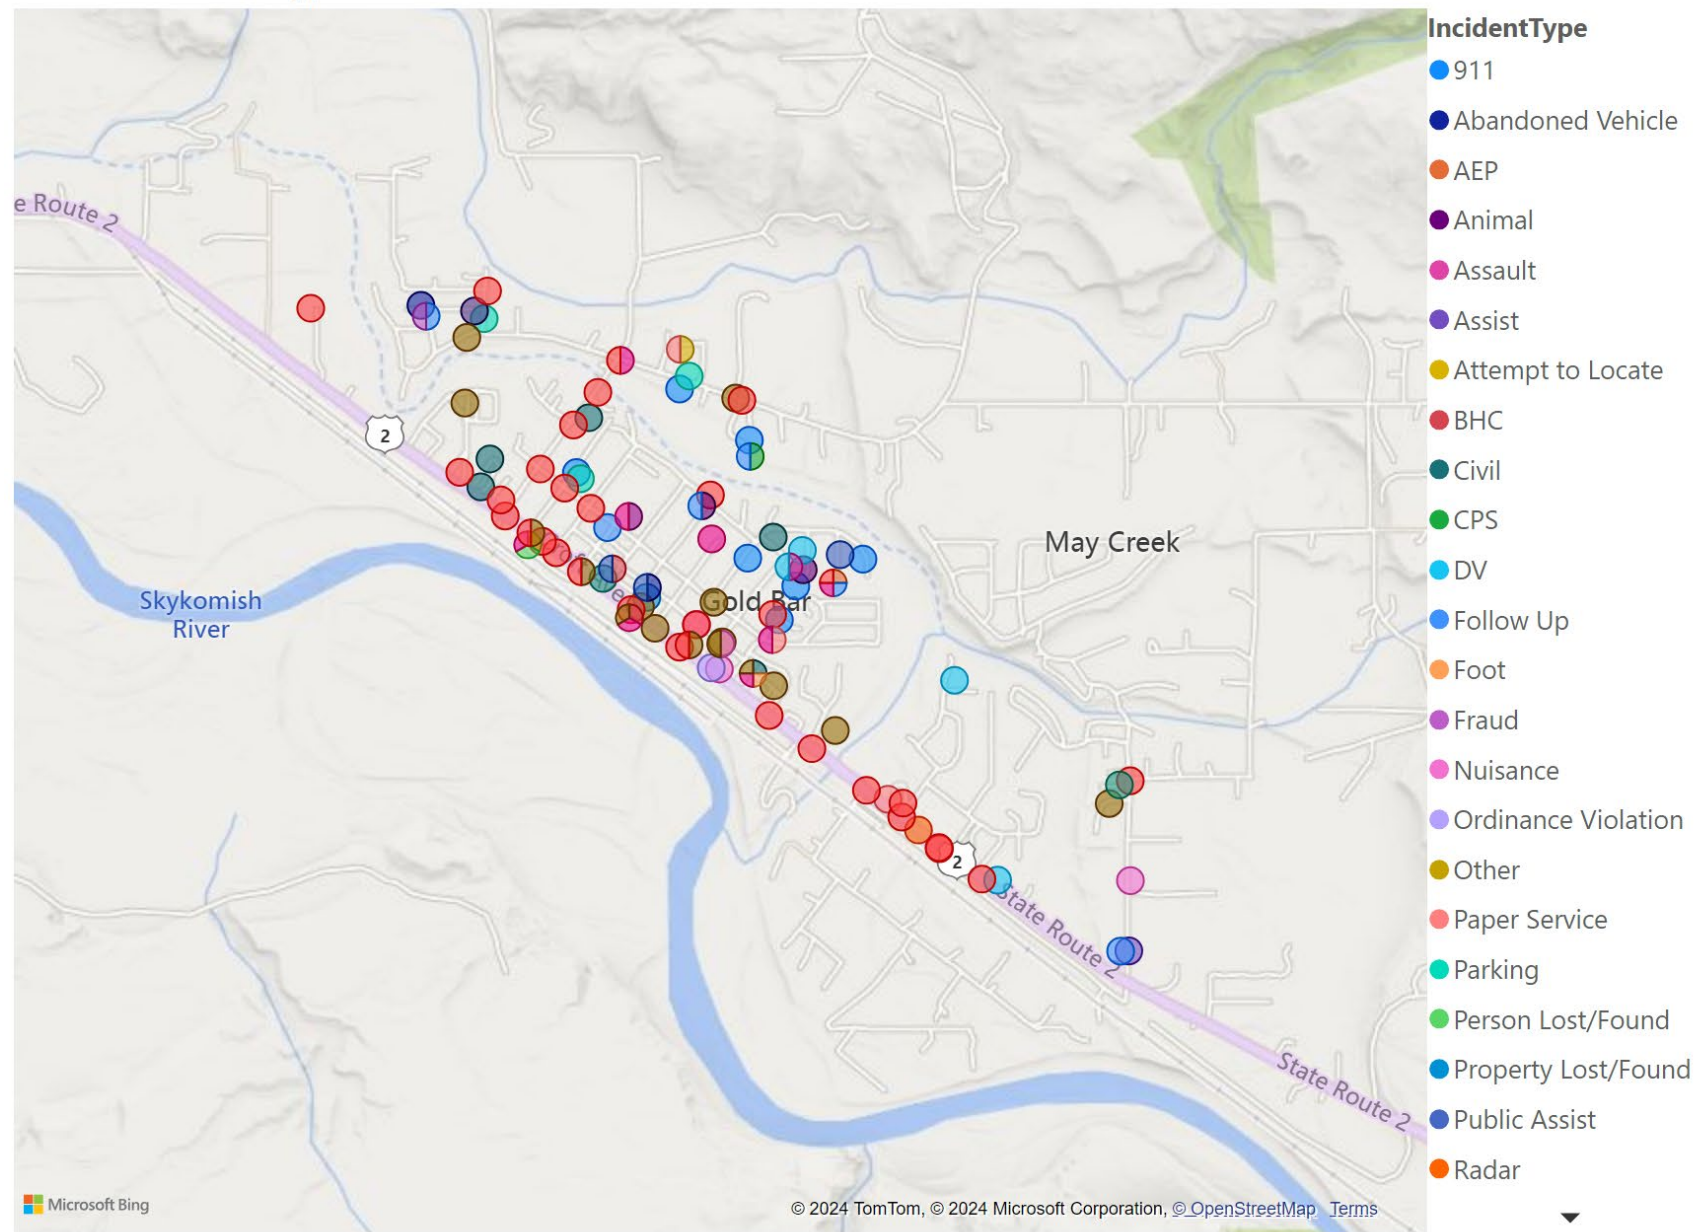 IncidentType
911
Abandoned Vehicle
AEP
Animal
Assault
Assist
Attempt to Locate
BHC
Civil
CPS
DV
Follow Up
Foot
Fraud
Nuisance
Ordinance Violation
Other
Paper Service
Parking
Person Lost/Found
Property Lost/Found
Public Assist
Radar
e Route 2
2
May Creek
Skykomish
River
Gold Bar
2
State Route 2
State Route 2
Microsoft Bing
© 2024 TomTom, © 2024 Microsoft Corporation, © OpenStreetMap Terms